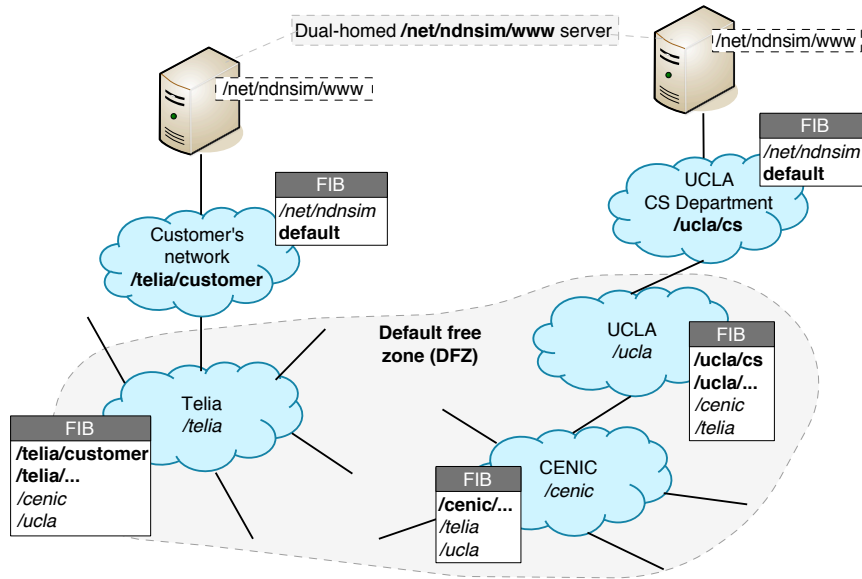 Dual-homed /net/ndnsim/www server
/net/ndnsim/www
/net/ndnsim/www
FIB
/net/ndnsim
default
UCLA
CS Department
/ucla/cs
FIB
/net/ndnsim
default
Customer's
network
/telia/customer
Default free
zone (DFZ)
UCLA
/ucla
FIB
/ucla/cs
/ucla/...
/cenic
/telia
Telia
/telia
FIB
/telia/customer
/telia/...
/cenic
/ucla
CENIC
/cenic
FIB
/cenic/...
/telia
/ucla